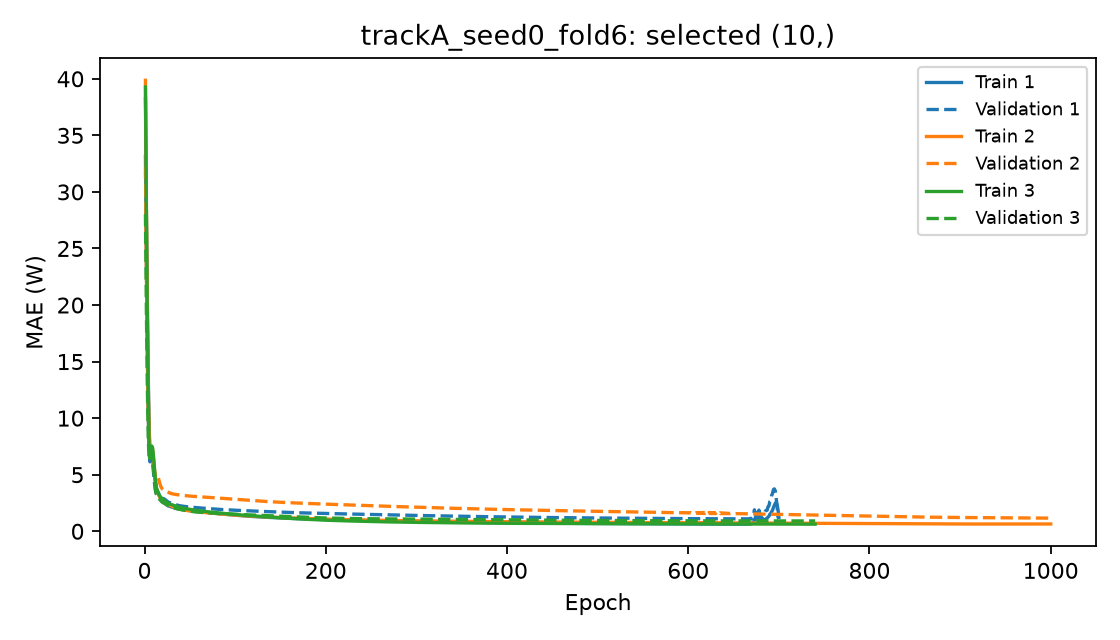 trackA_seed0_fold6: selected (10,)
MAE (W)
40
35
30
25
20
15
10
5
0
Train 1
Validation 1
Train 2
Validation 2
Train 3
Validation 3
0 200 400 600 800 1000
Epoch